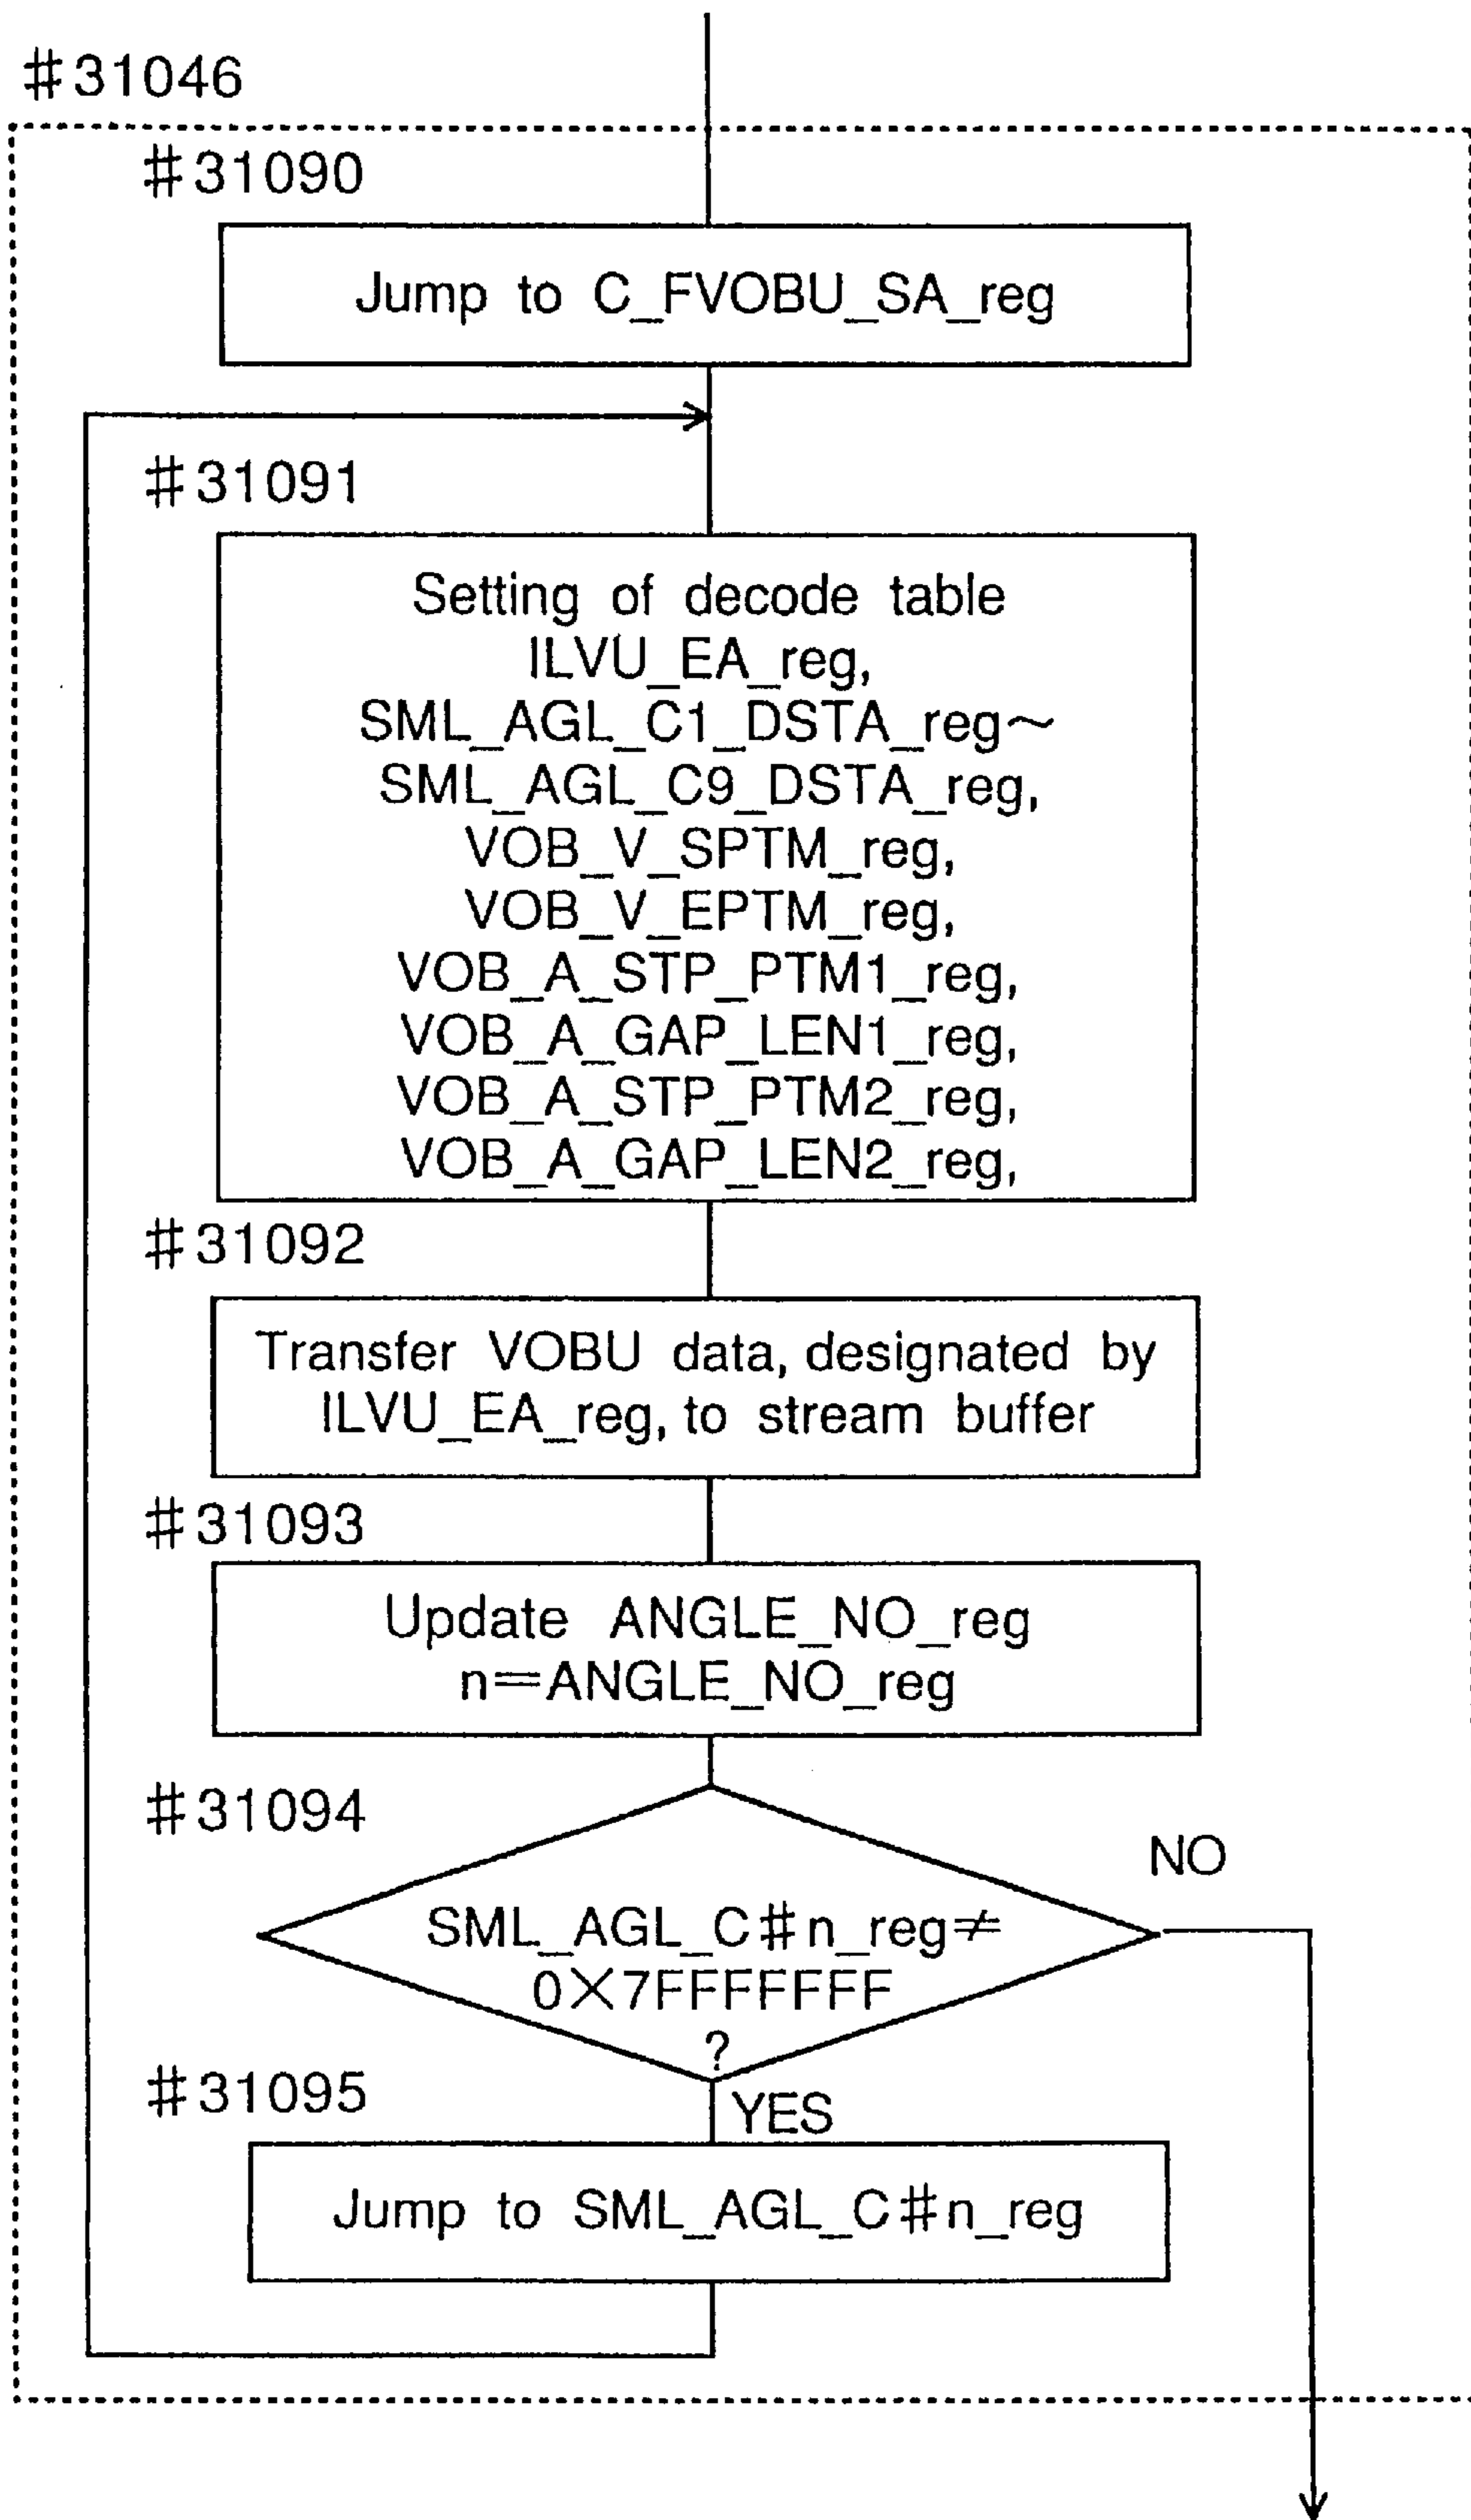 #31046
#31090
Jump to C_FVOBU_SA_reg
#31091
Setting of decode table
ILVU_EA_reg,
SML_AGL_C1_DSTA_reg~
SML_AGL_C9_DSTA_reg,
VOB_V_SPTM_reg,
VOB_V_EPTM_reg,
VOB_A_STP_PTM1_reg,
VOB_A_GAP_LEN1_reg,
VOB_A_STP_PTM2_reg,
VOB_A_GAP_LEN2_reg,
#31092
Transfer VOBU data, designated by
ILVU_EA_reg, to stream buffer
#31093
Update ANGLE_NO_reg
n=ANGLE_NO_reg
#31094
NO
SML_AGL_C#n_reg≠
0X7FFFFFFF
?
#31095
YES
Jump to SML_AGL_C#n_reg